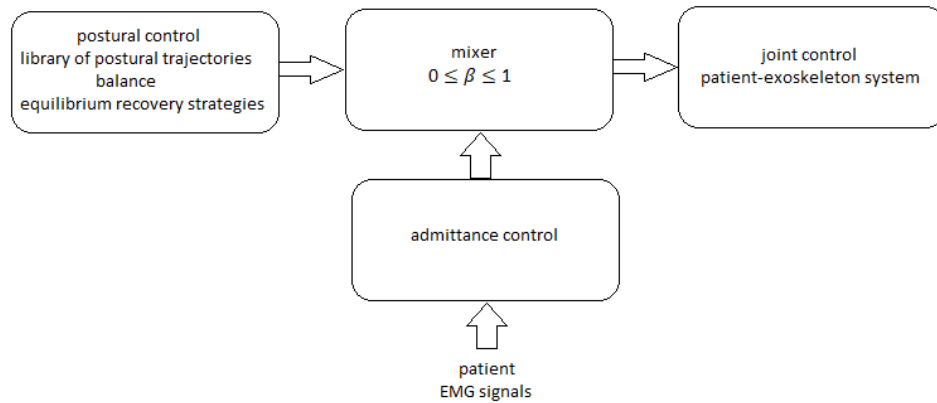 postural control
library of postural trajectories
balance
equilibrium recovery strategies
mixer
0 ≤ β ≤ 1
joint control
patient-exoskeleton system
admittance control
patient
EMG signals